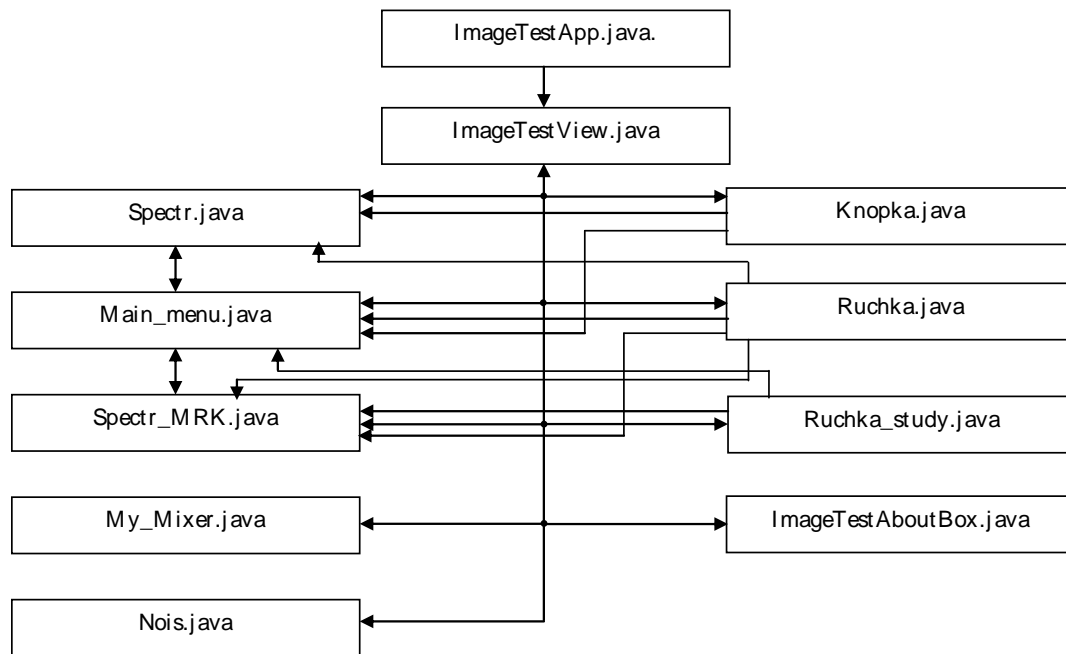 ImageTestApp.java.
ImageTestView.java
Spectr.java
Knopka.java
Main_menu.java
Ruchka.java
Spectr_MRK.java
Ruchka_study.java
My_Mixer.java
ImageTestAboutBox.java
Nois.java